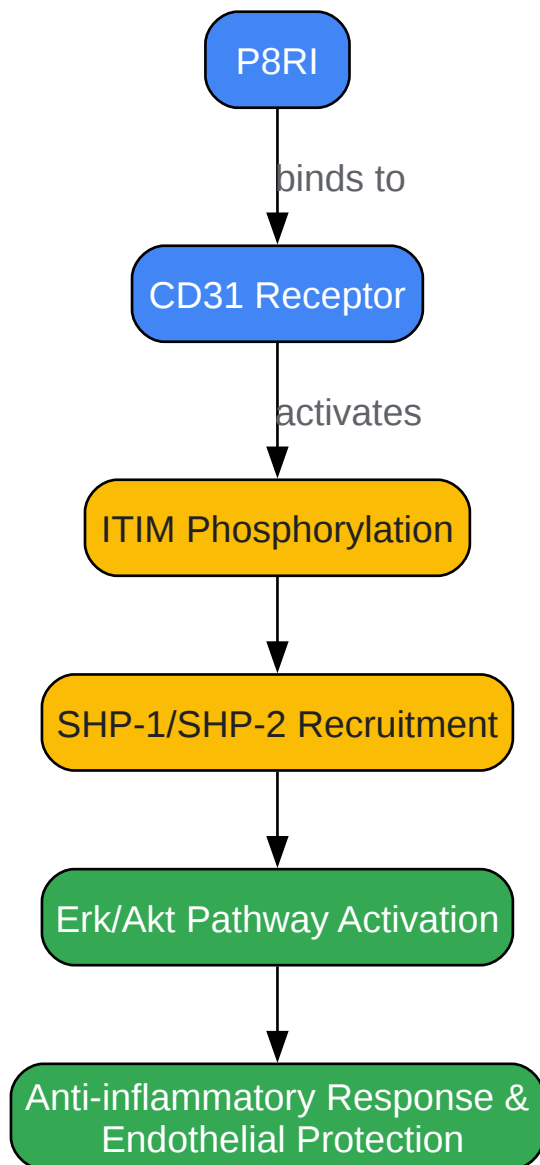 P8RI
binds to
CD31 Receptor
activates
ITIM Phosphorylation
SHP-1/SHP-2 Recruitment
Erk/Akt Pathway Activation
Anti-inflammatory Response &
Endothelial Protection